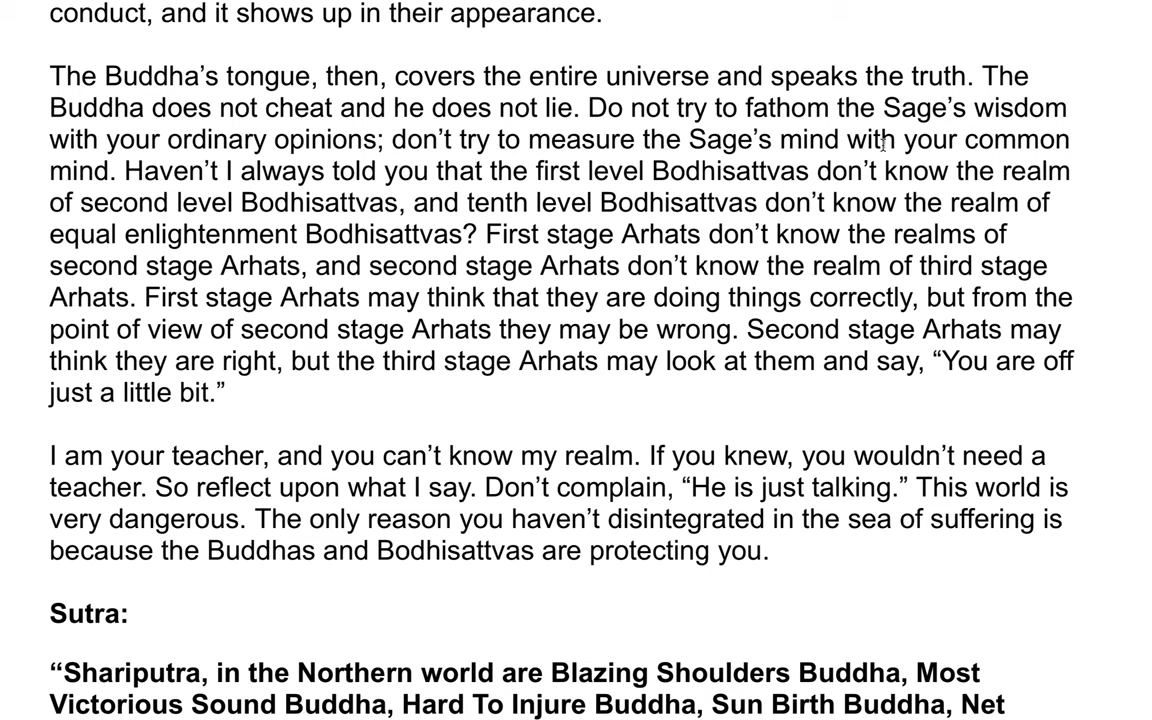 conduct, and it shows up in their appearance.
The Buddha’s tongue, then, covers the entire universe and speaks the truth. The
Buddha does not cheat and he does not lie. Do not try to fathom the Sage’s wisdom
with your ordinary opinions; don’t try to measure the Sage’s mind with your common
mind. Haven’t I always told you that the first level Bodhisattvas don’t know the realm
of second level Bodhisattvas, and tenth level Bodhisattvas don’t know the realm of
equal enlightenment Bodhisattvas? First stage Arhats don’t know the realms of
second stage Arhats, and second stage Arhats don’t know the realm of third stage
Arhats. First stage Arhats may think that they are doing things correctly, but from the
point of view of second stage Arhats they may be wrong. Second stage Arhats may
think they are right, but the third stage Arhats may look at them and say, “You are off
just a little bit.”
I am your teacher, and you can’t know my realm. If you knew, you wouldn’t need a
teacher. So reflect upon what I say. Don’t complain, “He is just talking.” This world is
very dangerous. The only reason you haven’t disintegrated in the sea of suffering is
because the Buddhas and Bodhisattvas are protecting you.
Sutra:
“Shariputra, in the Northern world are Blazing Shoulders Buddha, Most
Victorious Sound Buddha, Hard To Injure Buddha, Sun Birth Buddha, Net